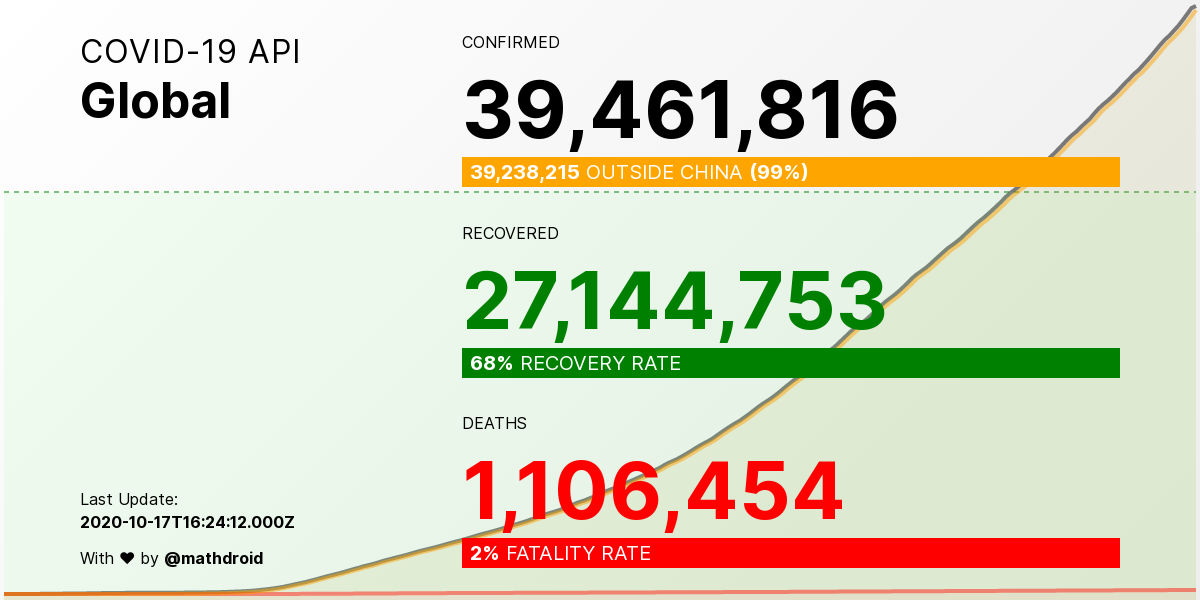 COVID-19 API
Global
CONFIRMED
39,461,816
39,238,215 OUTSIDE CHINA (99%)
RECOVERED
27,144,753
68% RECOVERY RATE
DEATHS
1,106,454
2% FATALITY RATE
Last Update:
2020-10-17T16:24:12.000Z
With ♥ by @mathdroid